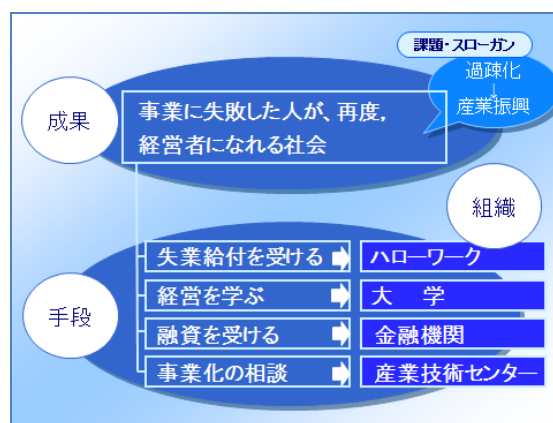 課題・スローガン
過疎化
↓
産業振興
成果
事業に失敗した人が、再度，
経営者になれる社会
組織
手段
失業給付を受ける
ハローワーク
経営を学ぶ
大　学
融資を受ける
金融機関
事業化の相談
産業技術センター